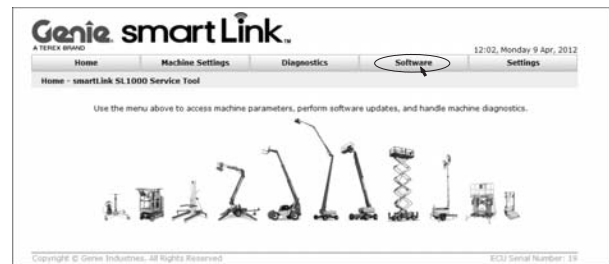 Genie smartLink™
A TEREX BRAND
12:02, Monday 9 Apr, 2012
Home Machine Settings Diagnostics Software Settings
Home - smartLink SL1000 Service Tool
Use the menu above to access machine parameters, perform software updates, and handle machine diagnostics.
Copyright © Genie Industries. All Rights Reserved ECU Serial Number: 19